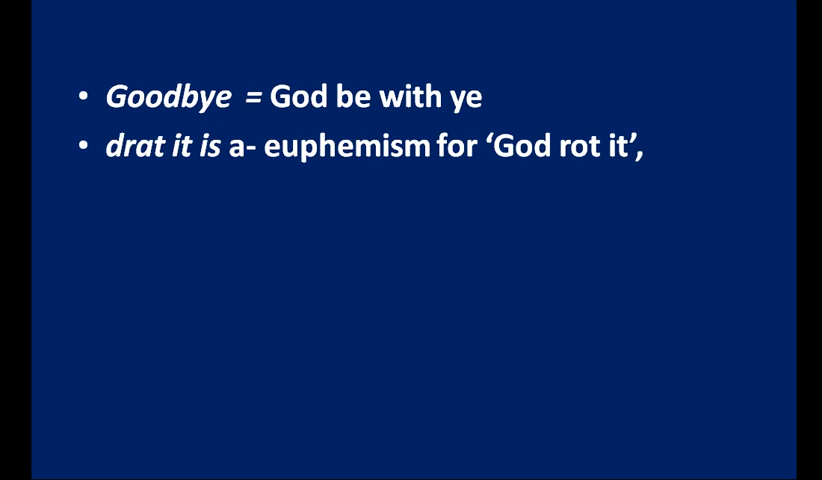 • Goodbye = God be with ye
• drat it is a- euphemism for ‘God rot it’,